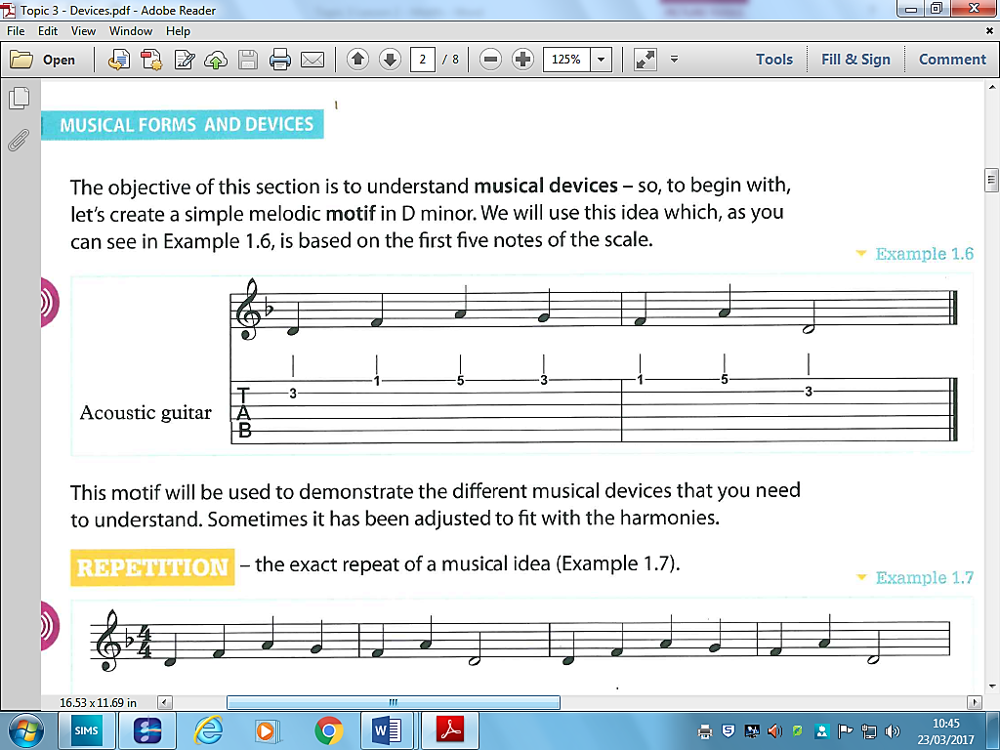 Topic 3 - Devices.pdf - Adobe Reader
File Edit View Window Help
Open 2 / 8 125% Tools Fill & Sign Comment
MUSICAL FORMS AND DEVICES
The objective of this section is to understand musical devices – so, to begin with,
let's create a simple melodic motif in D minor. We will use this idea which, as you
can see in Example 1.6, is based on the first five notes of the scale.
Example 1.6
1 5 3 1 5
3 3
Acoustic guitar
T
A
B
This motif will be used to demonstrate the different musical devices that you need
to understand. Sometimes it has been adjusted to fit with the harmonies.
REPETITION – the exact repeat of a musical idea (Example 1.7).
Example 1.7
4
4
16.53 x 11.69 in
SIMS
10:45
23/03/2017